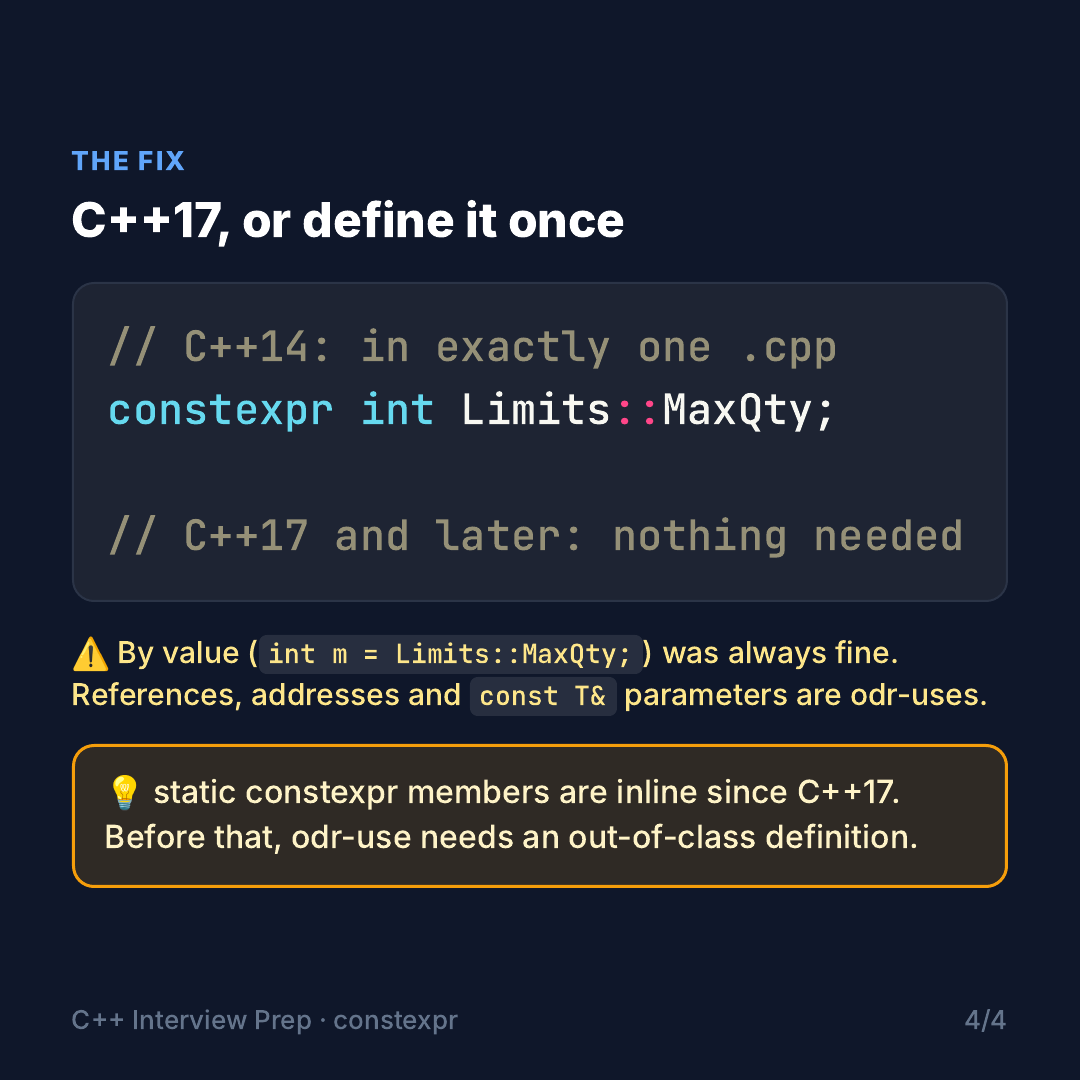 THE FIX
C++17, or define it once
// C++14: in exactly one .cpp
constexpr int Limits::MaxQty;
// C++17 and later: nothing needed
⚠️ By value (int m = Limits::MaxQty;) was always fine.
References, addresses and const T& parameters are odr-uses.
💡 static constexpr members are inline since C++17.
Before that, odr-use needs an out-of-class definition.
C++ Interview Prep · constexpr
4/4